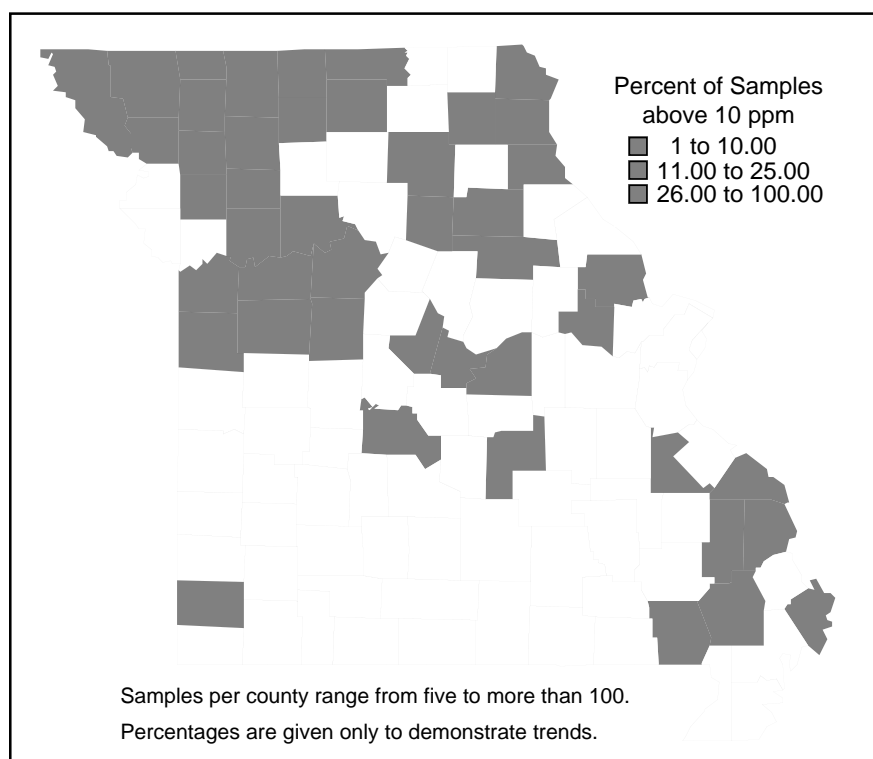 Percent of Samples
above 10 ppm
1 to 10.00
11.00 to 25.00
26.00 to 100.00
Samples per county range from five to more than 100.
Percentages are given only to demonstrate trends.